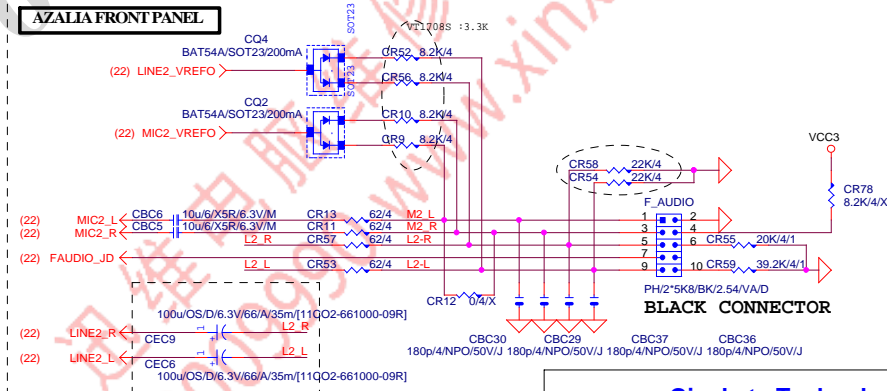 AZALIA FRONT PANEL
SOT23
VT1708S :3.3K
CQ4
BAT54A/SOT23/200mA
CR52 8.2K/4
(22) LINE2_VREFO
SOT23
CR56 8.2K/4
CQ2
BAT54A/SOT23/200mA
CR10 8.2K/4
(22) MIC2_VREFO
CR9 8.2K/4
VCC3
CR58 22K/4
CR54 22K/4
CR78
8.2K/4/X
F_AUDIO
(22) MIC2_L CBC6 10u/6/X5R/6.3V/M CR13 62/4 M2_L 1 2
(22) MIC2_R CBC5 10u/6/X5R/6.3V/M CR11 62/4 M2_R 3 4
L2_R CR57 62/4 L2-R 5 6 CR55 20K/4/1
(22) FAUDIO_JD 7
L2_L CR53 62/4 L2-L 9 10 CR59 39.2K/4/1
PH/2*5K8/BK/2.54/VA/D
BLACK CONNECTOR
CR12 0/4/X
100u/OS/D/6.3V/66/A/35m/[11CO2-661000-09R]
(22) LINE2_R 1 L2_R
CEC9
CBC30 CBC29 CBC37 CBC36
180p/4/NPO/50V/J 180p/4/NPO/50V/J 180p/4/NPO/50V/J 180p/4/NPO/50V/J
(22) LINE2_L 1 L2_L
CEC6
100u/OS/D/6.3V/66/A/35m/[11CO2-661000-09R]